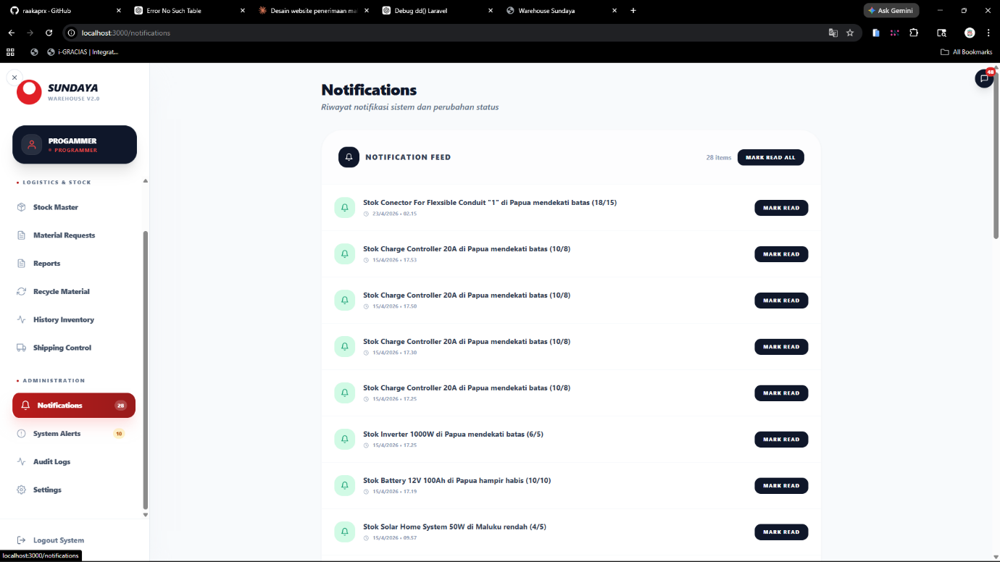 raakaprx · GitHub
Error No Such Table
Desain website penerimaan ma
Debug dd() Laravel
Warehouse Sundaya
Ask Gemini
localhost:3000/notifications
i-GRACIAS | Integrat...
All Bookmarks
SUNDAYA
WAREHOUSE V2.0
PROGAMMER
PROGRAMMER
LOGISTICS & STOCK
Stock Master
Material Requests
Reports
Recycle Material
History Inventory
Shipping Control
ADMINISTRATION
Notifications 28
System Alerts 10
Audit Logs
Settings
Logout System
localhost:3000/notifications
48
Notifications
Riwayat notifikasi sistem dan perubahan status
NOTIFICATION FEED
28 items MARK READ ALL
Stok Conector For Flexsible Conduit "1" di Papua mendekati batas (18/15)
23/4/2026 • 02.15
MARK READ
Stok Charge Controller 20A di Papua mendekati batas (10/8)
15/4/2026 • 17.53
MARK READ
Stok Charge Controller 20A di Papua mendekati batas (10/8)
15/4/2026 • 17.50
MARK READ
Stok Charge Controller 20A di Papua mendekati batas (10/8)
15/4/2026 • 17.30
MARK READ
Stok Charge Controller 20A di Papua mendekati batas (10/8)
15/4/2026 • 17.25
MARK READ
Stok Inverter 1000W di Papua mendekati batas (6/5)
15/4/2026 • 17.25
MARK READ
Stok Battery 12V 100Ah di Papua hampir habis (10/10)
15/4/2026 • 17.19
MARK READ
Stok Solar Home System 50W di Maluku rendah (4/5)
15/4/2026 • 09.57
MARK READ